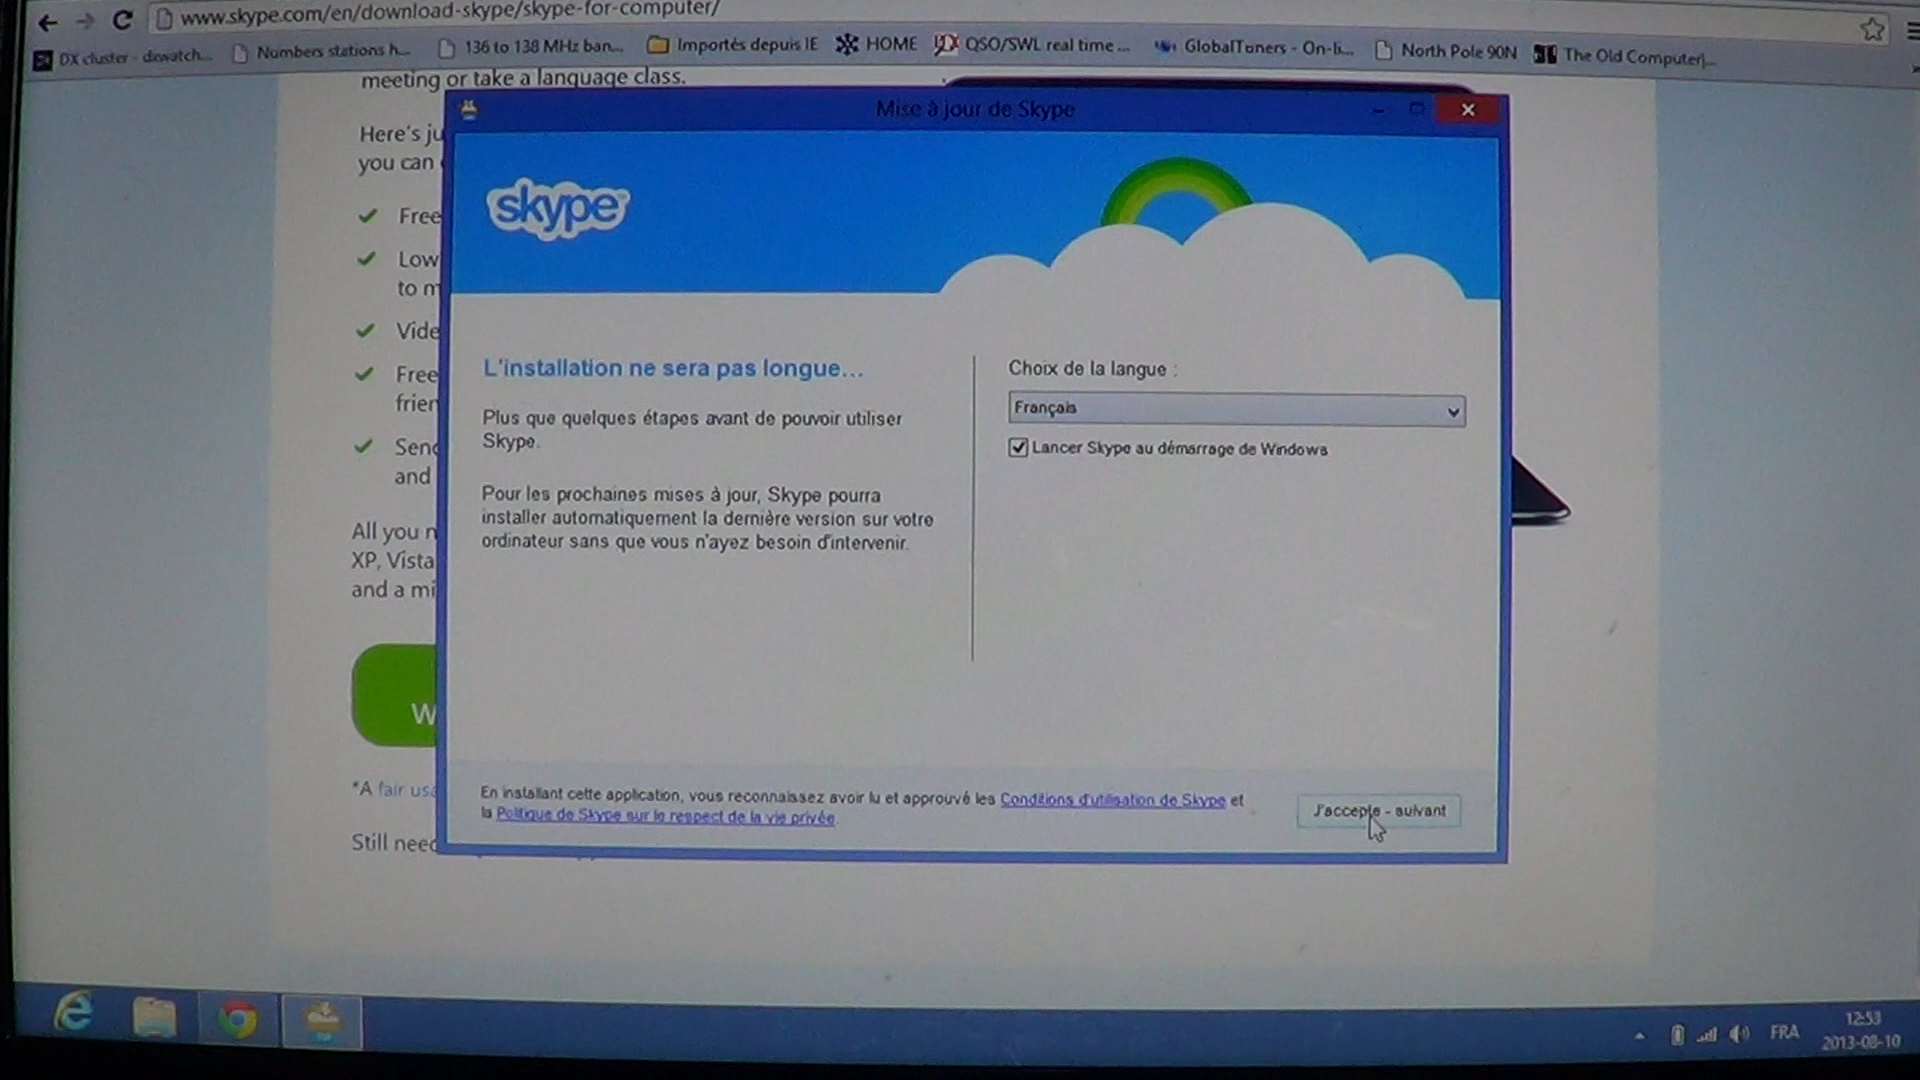 www.skype.com/en/download-skype/skype-for-computer/
DX cluster - dxwatch... Numbers stations h... 136 to 138 MHz ban... Importés depuis IE HOME QSO/SWL real time ... GlobalTuners - On-li... North Pole 90N The Old Computer|...
meeting or take a language class.
Here's ju
you can
Free
Low
to m
Vide
Free
frien
Send
and
All you n
XP, Vista
and a mi
W
*A fair usa
Still need
Mise à jour de Skype
skype
L'installation ne sera pas longue...
Plus que quelques étapes avant de pouvoir utiliser
Skype.
Pour les prochaines mises à jour, Skype pourra
installer automatiquement la dernière version sur votre
ordinateur sans que vous n'ayez besoin d'intervenir.
Choix de la langue :
Français
Lancer Skype au démarrage de Windows
En installant cette application, vous reconnaissez avoir lu et approuvé les Conditions d'utilisation de Skype et
la Politique de Skype sur le respect de la vie privée.
J'accepte - suivant
FRA
12:53
2013-08-10